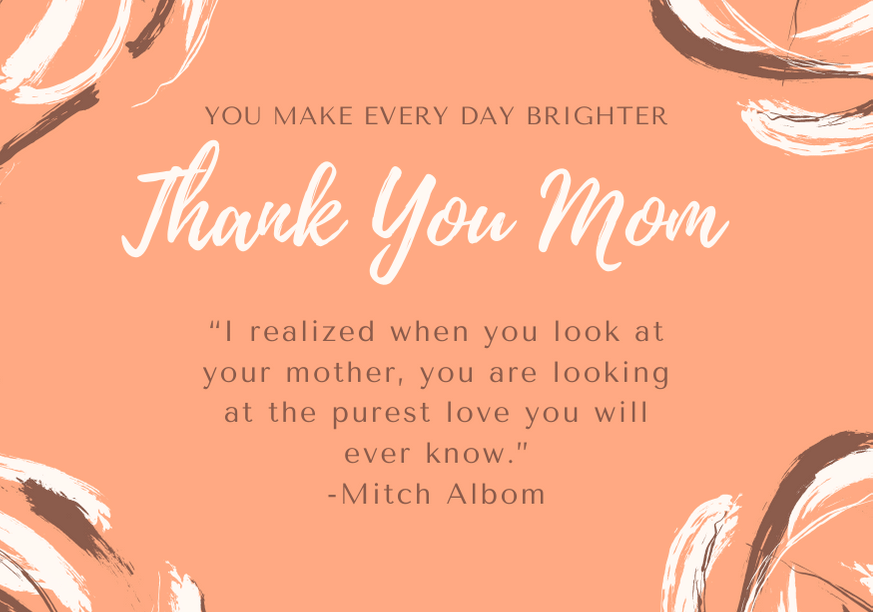 YOU MAKE EVERY DAY BRIGHTER
Thank You Mom
“I realized when you look at
your mother, you are looking
at the purest love you will
ever know.”
-Mitch Albom